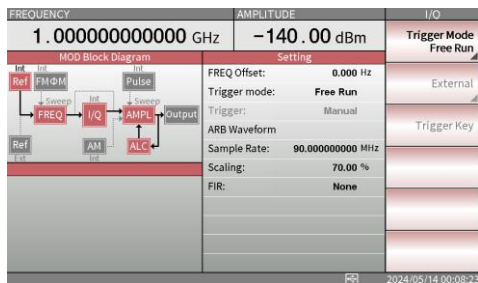 FREQUENCY AMPLITUDE I/O
1.000000000000 GHz −140.00 dBm
Trigger Mode
Free Run
External
Trigger Key
MOD Block Diagram
Int Int Int
Ref FMΦM Pulse
Sweep Int Sweep
FREQ I/Q AMPL Output
Ref AM ALC
Ext Int
Setting
FREQ Offset: 0.000 Hz
Trigger mode: Free Run
Trigger: Manual
ARB Waveform
Sample Rate: 90.000000000 MHz
Scaling: 70.00 %
FIR: None
2024/05/14 00:08:23